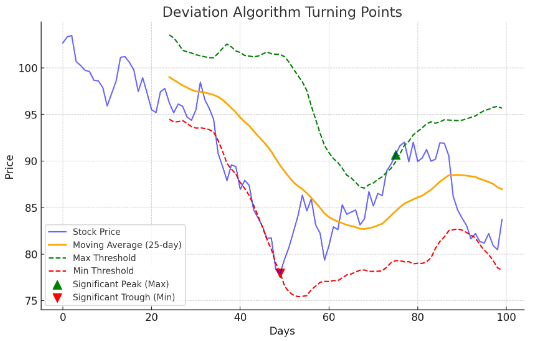 Deviation Algorithm Turning Points
Price
100
95
90
85
80
75
Stock Price
Moving Average (25-day)
Max Threshold
Min Threshold
Significant Peak (Max)
Significant Trough (Min)
0 20 40 60 80 100
Days